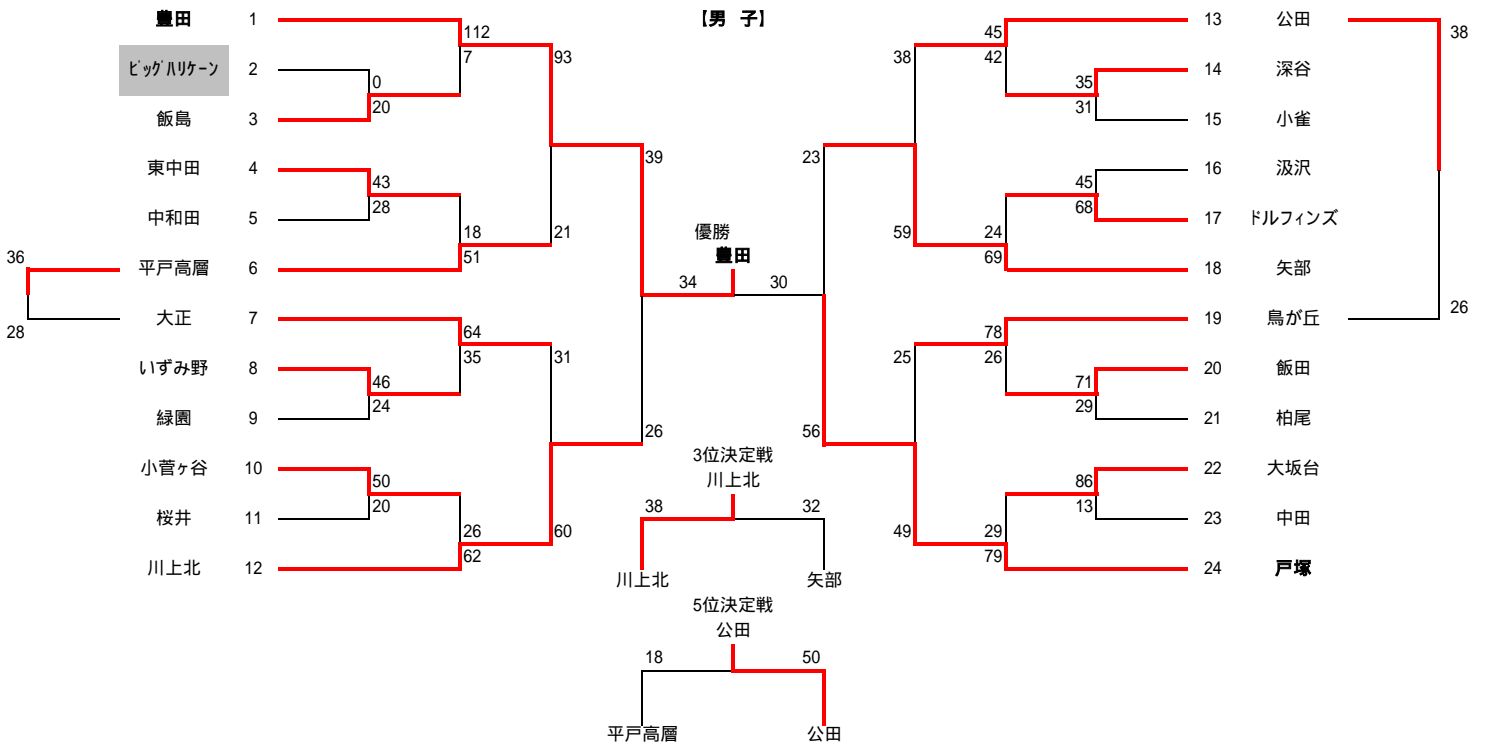 【男 子】
豊田 1
112
ﾋﾞｯｸﾞﾊﾘｹｰﾝ 2
7
93
0
20
飯島 3
東中田 4
43
28
中和田 5
18
51
21
39
平戸高層 6
36
28
大正 7
64
35
31
いずみ野 8
46
24
緑園 9
26
小菅ヶ谷 10
50
20
桜井 11
26
62
60
川上北 12
優勝
豊田
34 30
13 公田
45
42
38
14 深谷
35
31
15 小雀
23
16 汲沢
45
68
17 ドルフィンズ
59
24
69
18 矢部
38
26
19 鳥が丘
78
26
25
20 飯田
71
29
21 柏尾
56
22 大坂台
86
13
23 中田
49
29
79
24 戸塚
3位決定戦
川上北
38 32
川上北 矢部
5位決定戦
公田
18 50
平戸高層 公田